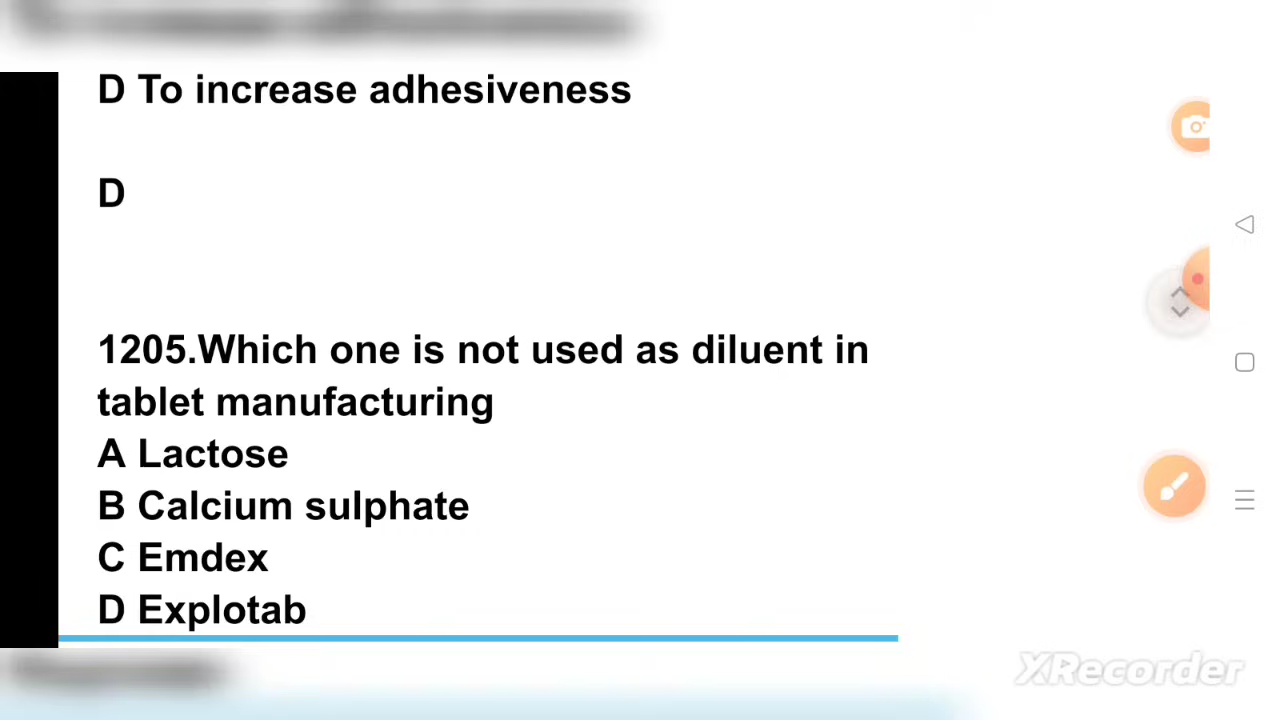 D To increase adhesiveness
D
1205.Which one is not used as diluent in
tablet manufacturing
A Lactose
B Calcium sulphate
C Emdex
D Explotab
XRecorder